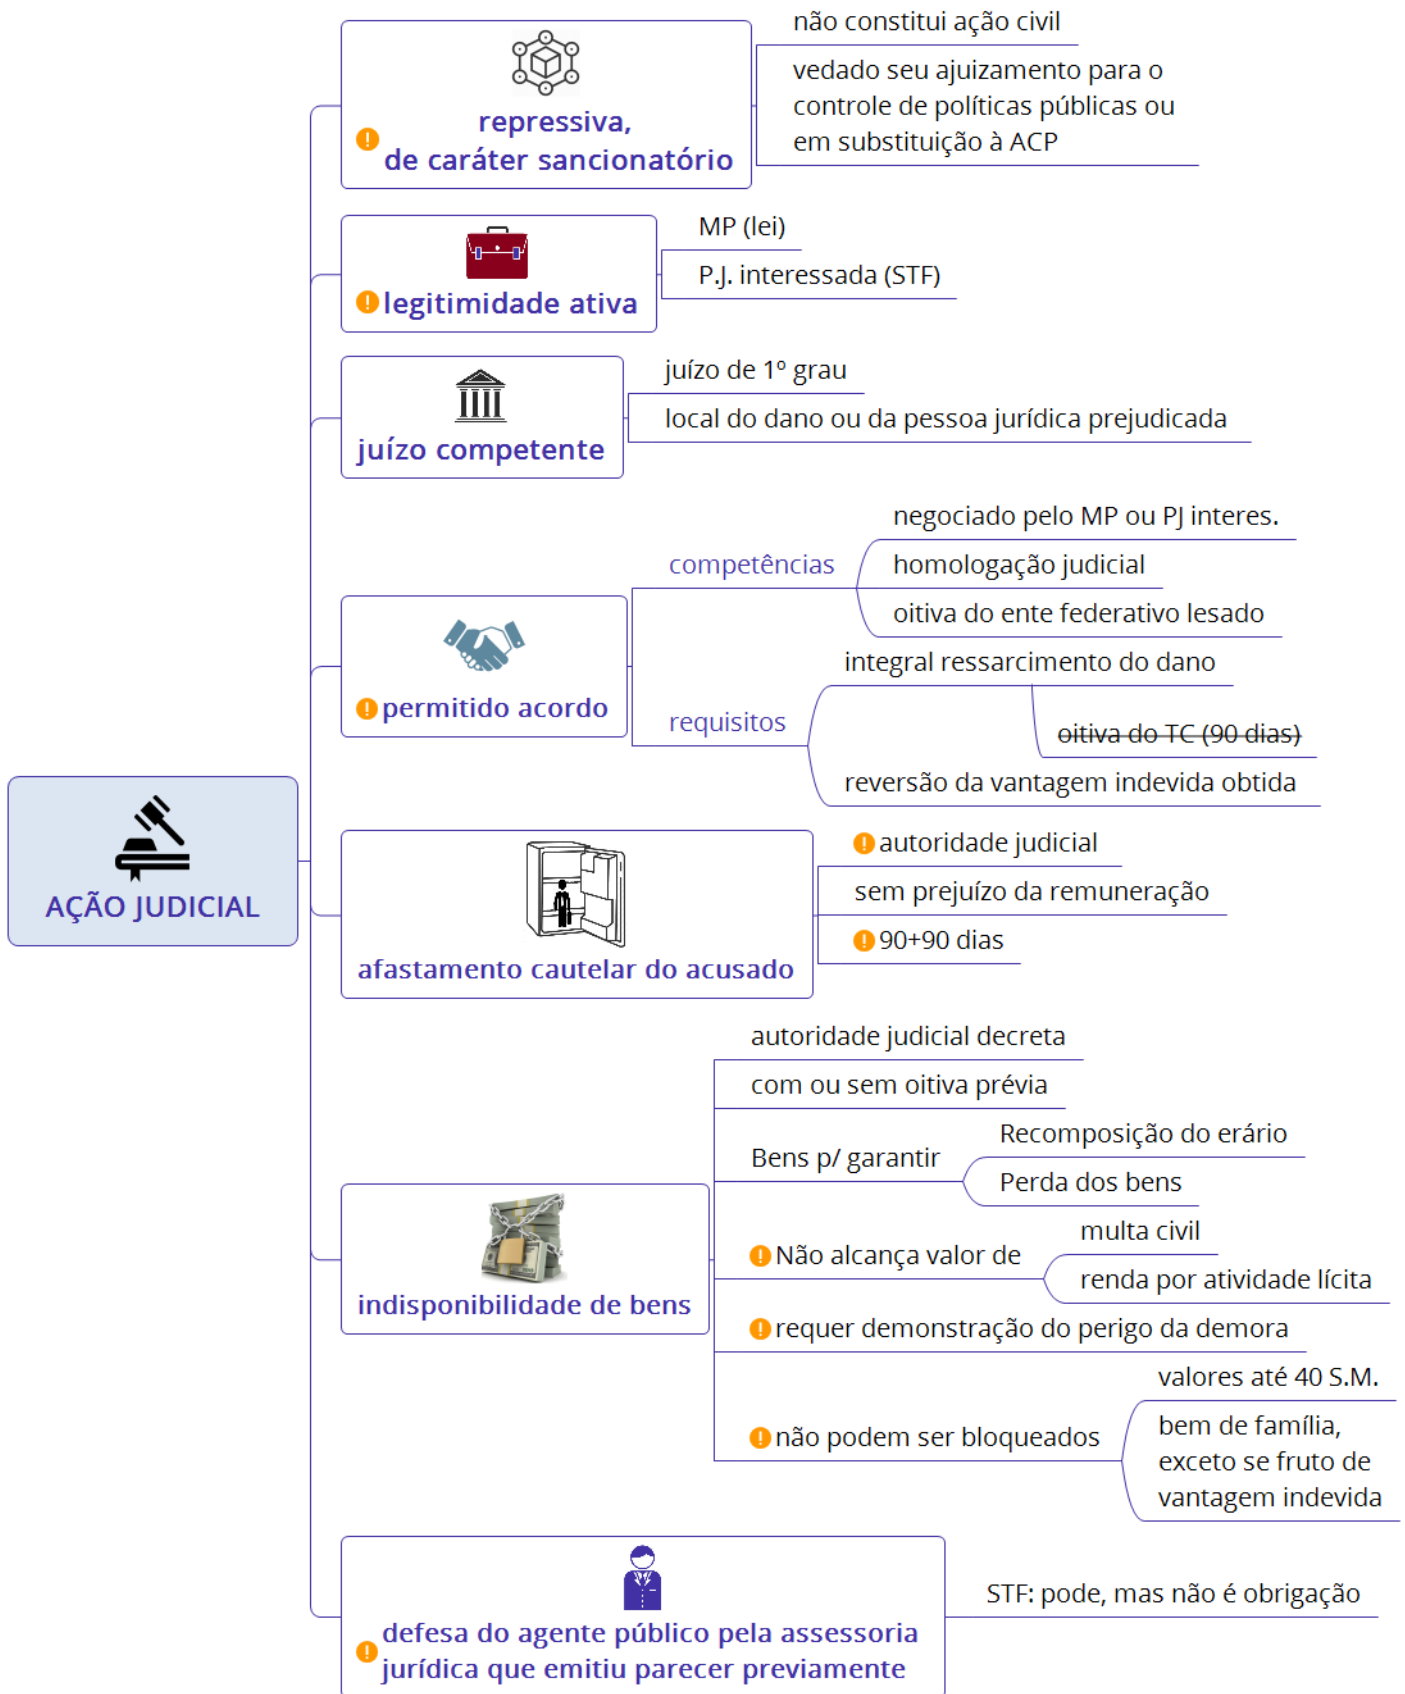 não constitui ação civil
vedado seu ajuizamento para o
controle de políticas públicas ou
em substituição à ACP
repressiva,
de caráter sancionatório
MP (lei)
P.J. interessada (STF)
legitimidade ativa
juízo de 1º grau
local do dano ou da pessoa jurídica prejudicada
juízo competente
negociado pelo MP ou PJ interes.
competências
homologação judicial
oitiva do ente federativo lesado
integral ressarcimento do dano
permitido acordo
requisitos
oitiva do TC (90 dias)
reversão da vantagem indevida obtida
AÇÃO JUDICIAL
autoridade judicial
sem prejuízo da remuneração
90+90 dias
afastamento cautelar do acusado
autoridade judicial decreta
com ou sem oitiva prévia
Bens p/ garantir
Recomposição do erário
Perda dos bens
Não alcança valor de
multa civil
renda por atividade lícita
indisponibilidade de bens
requer demonstração do perigo da demora
não podem ser bloqueados
valores até 40 S.M.
bem de família,
exceto se fruto de
vantagem indevida
STF: pode, mas não é obrigação
defesa do agente público pela assessoria
jurídica que emitiu parecer previamente